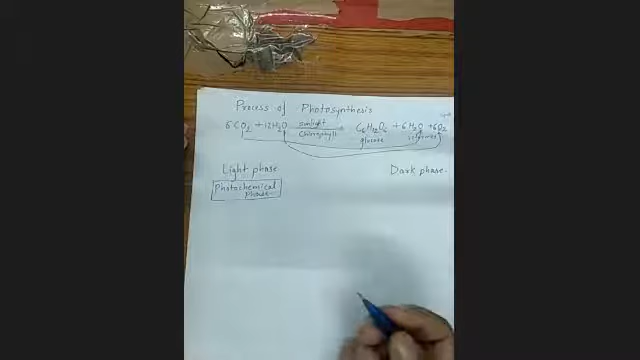 Process of Photosynthesis
6CO2 + 12H2O sunlight Chlorophyll C6H12O6 + 6H2O + 6O2
glucose
Light phase Dark phase.
Photochemical
Phase